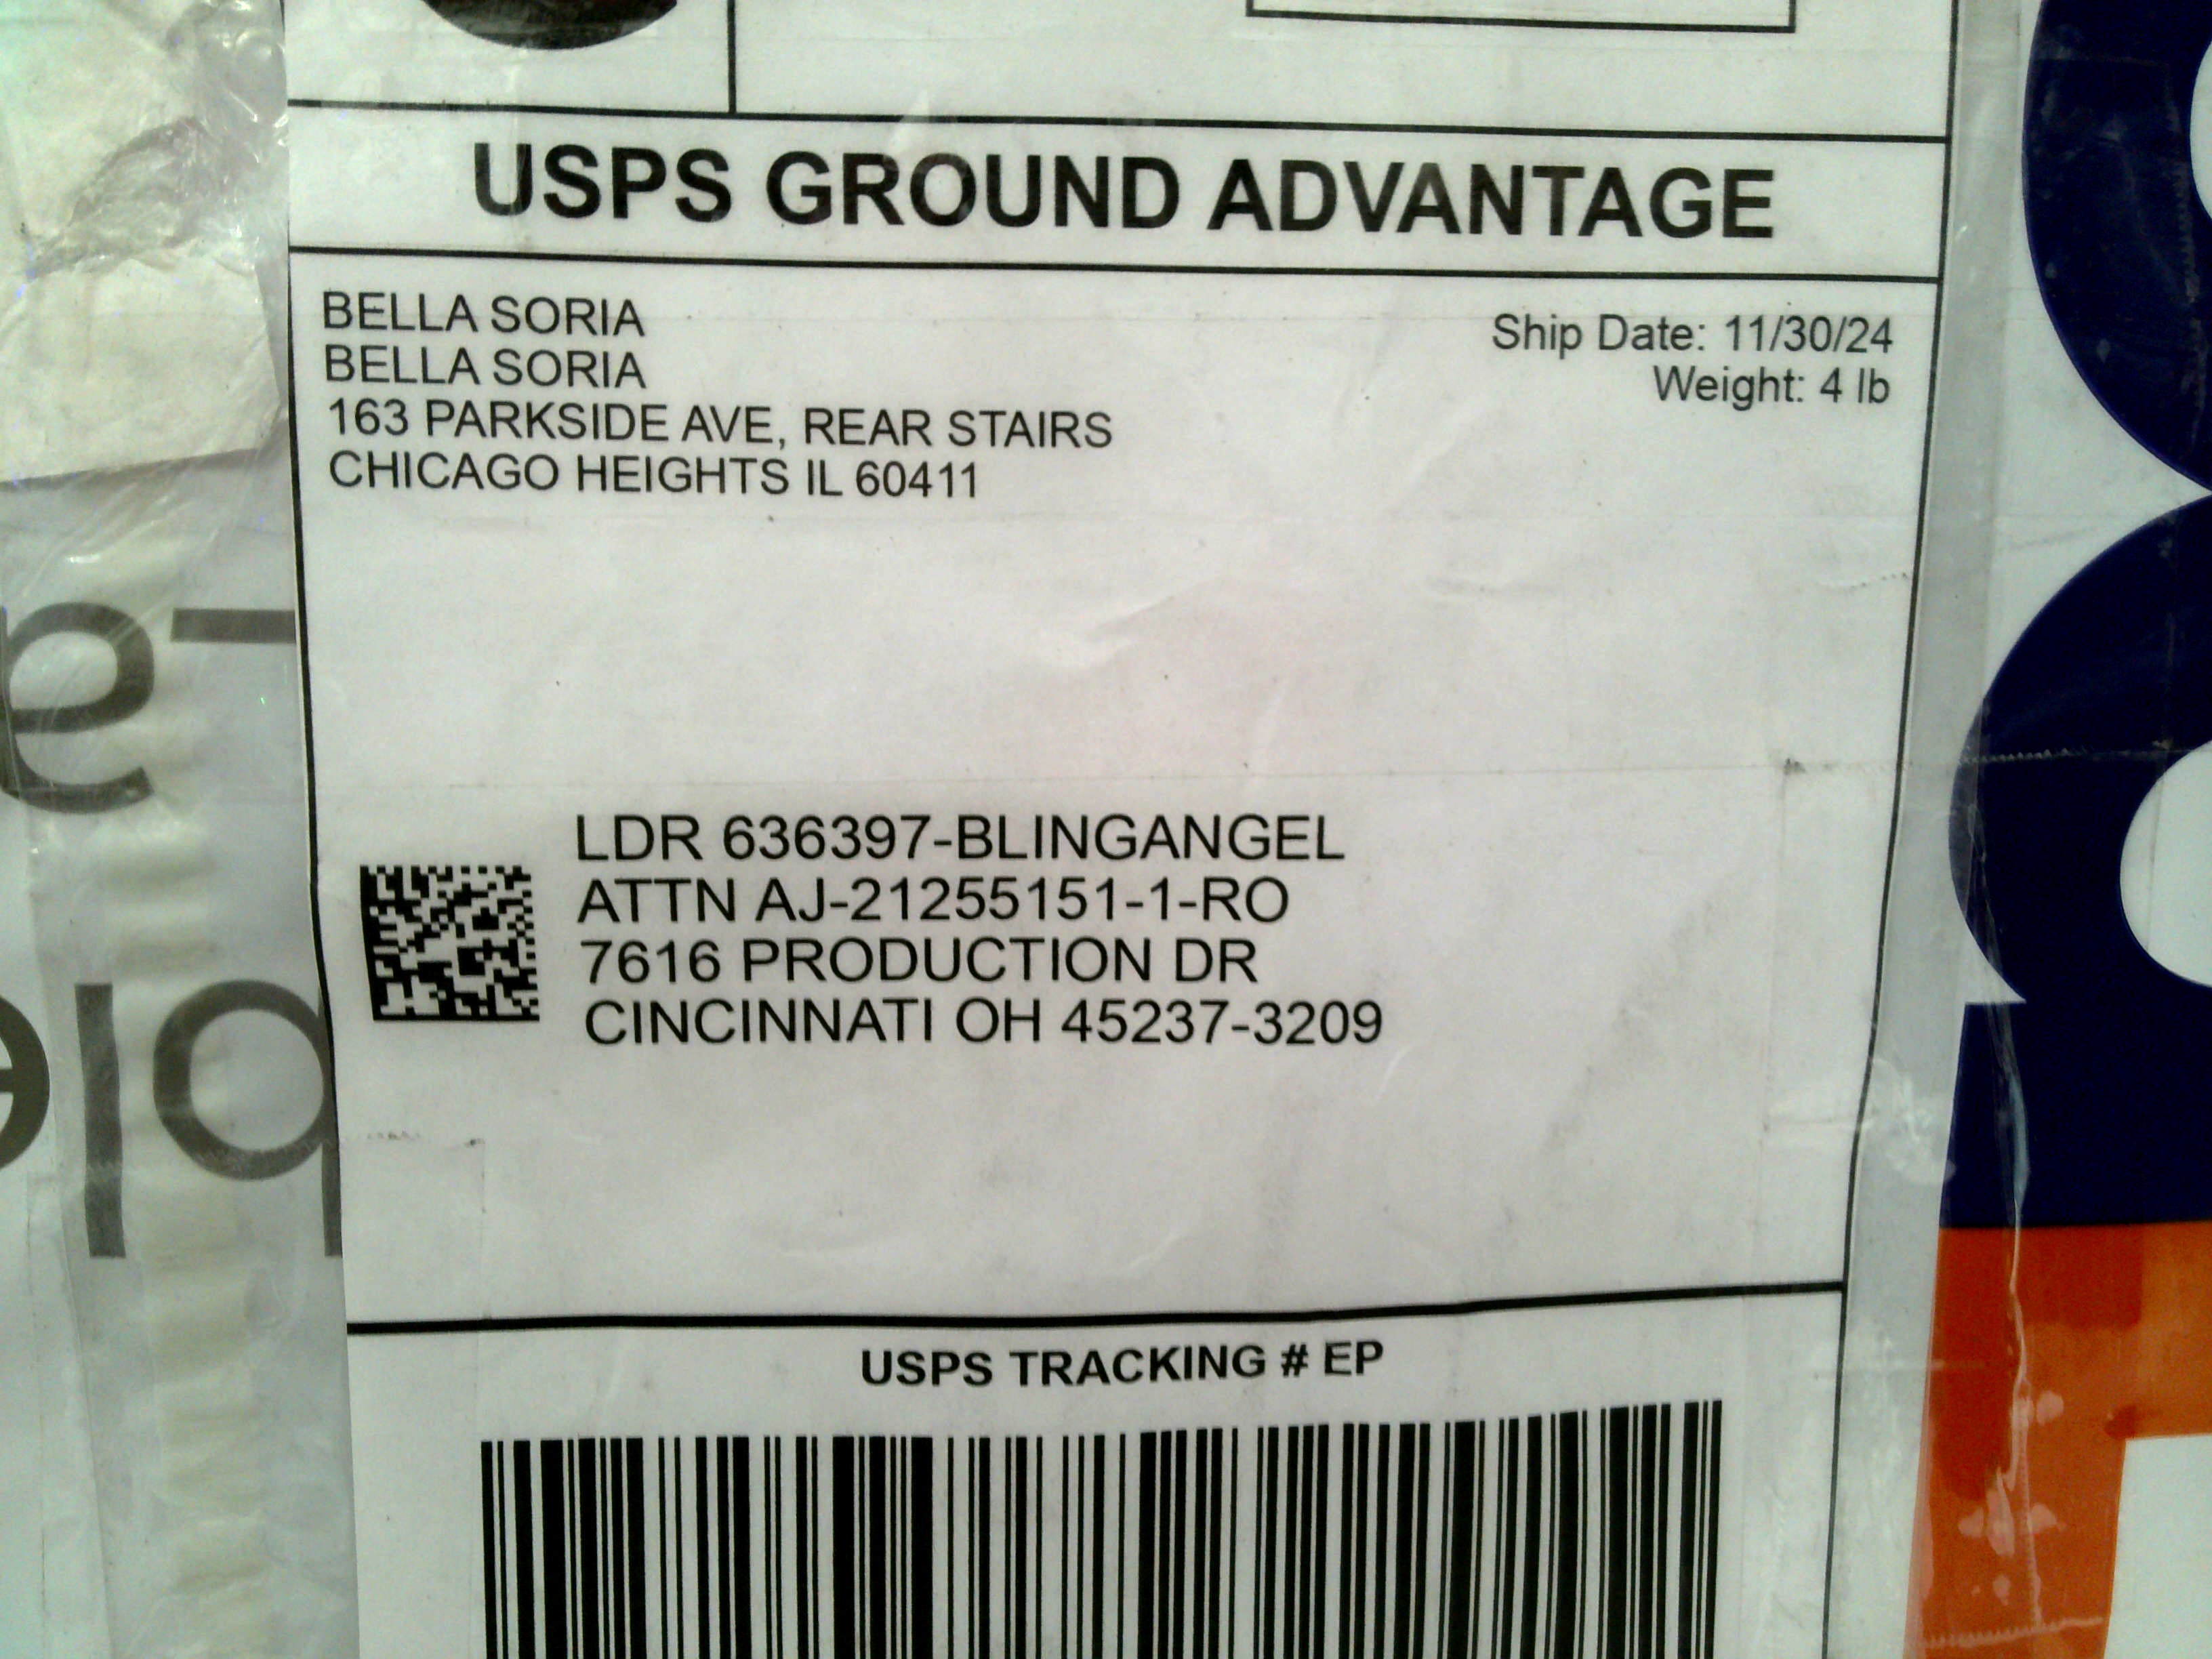 USPS GROUND ADVANTAGE
BELLA SORIA
BELLA SORIA
163 PARKSIDE AVE, REAR STAIRS
CHICAGO HEIGHTS IL 60411
Ship Date: 11/30/24
Weight: 4 lb
LDR 636397-BLINGANGEL
ATTN AJ-21255151-1-RO
7616 PRODUCTION DR
CINCINNATI OH 45237-3209
USPS TRACKING # EP